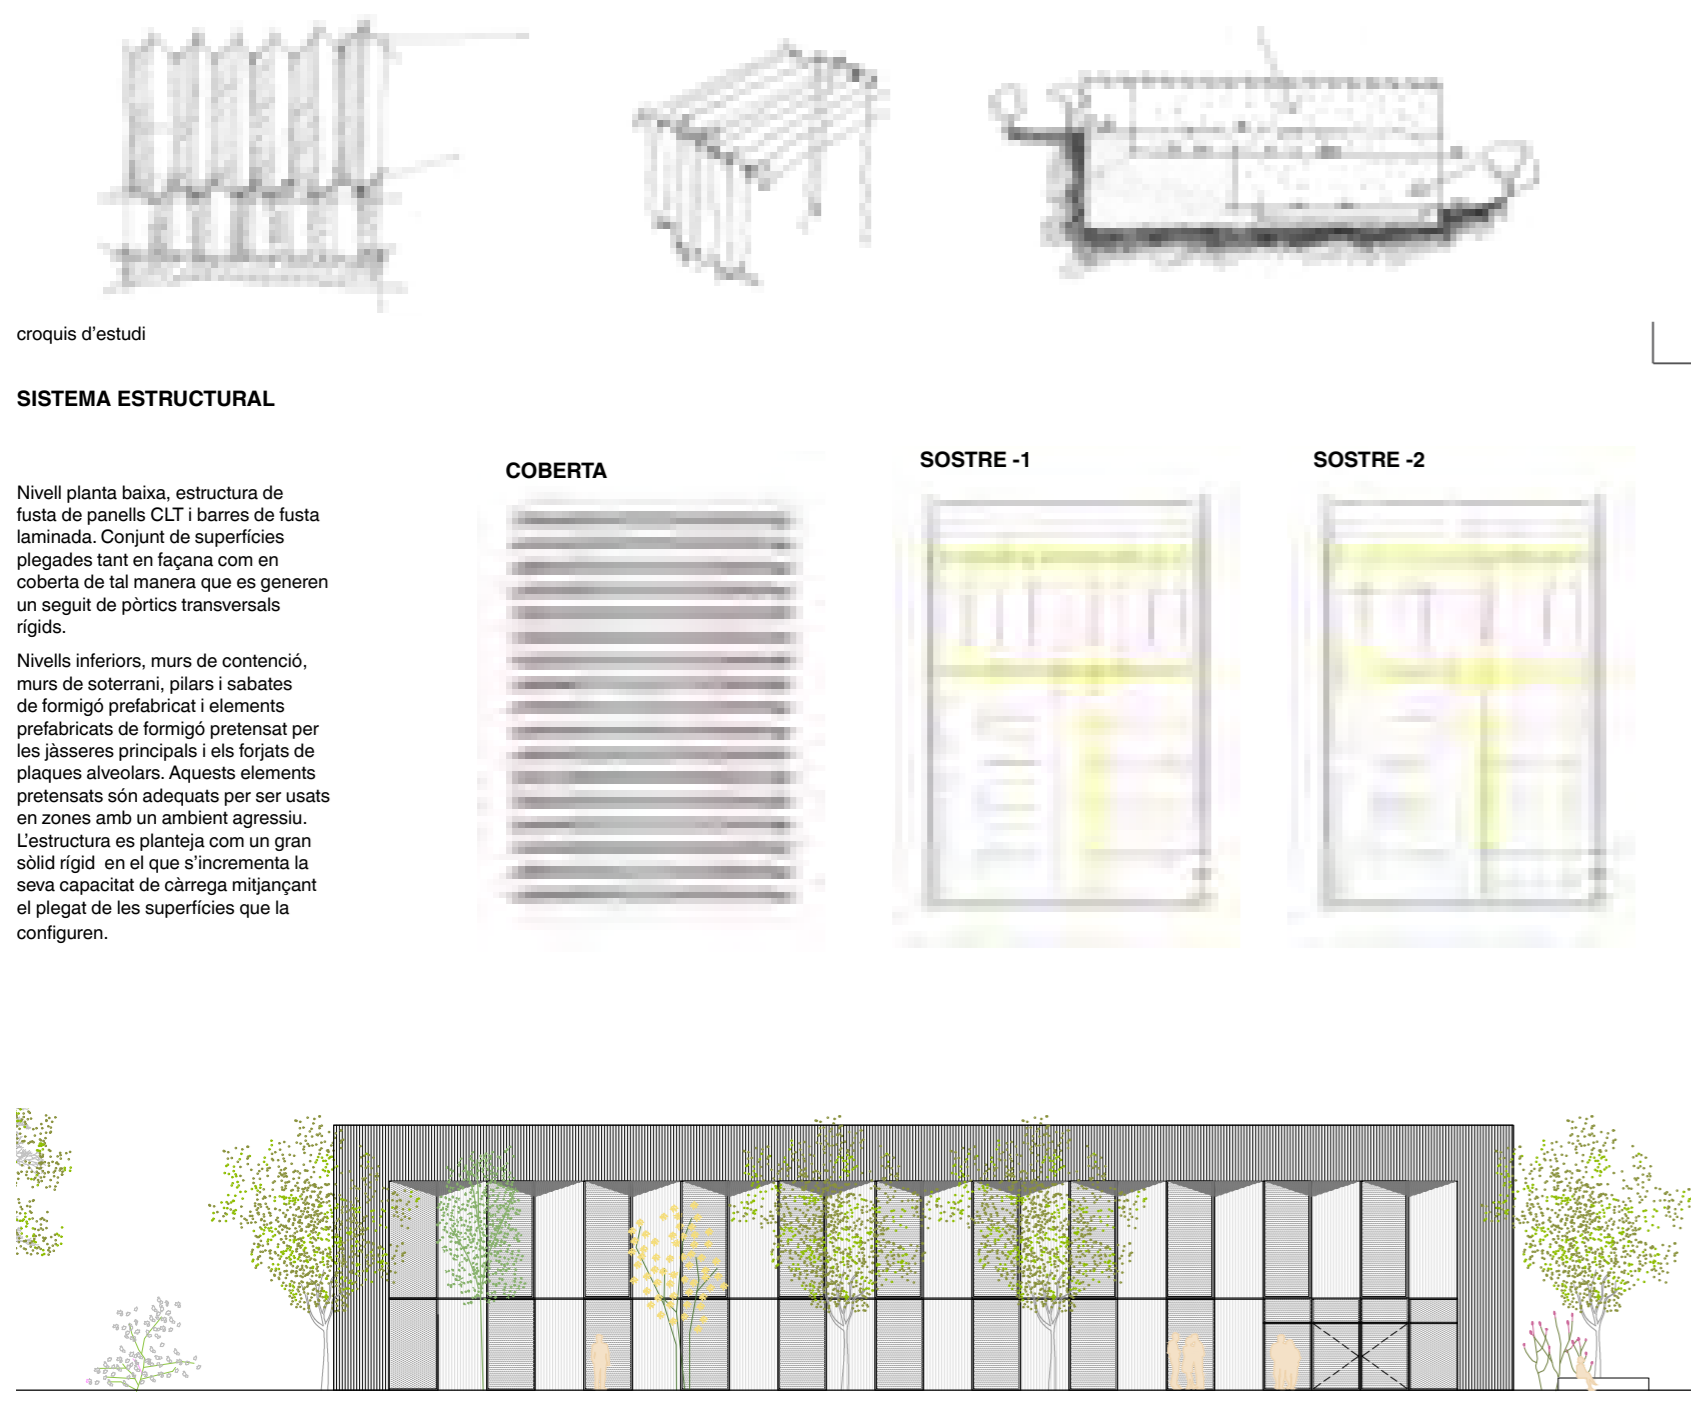 croquis d'estudi
SISTEMA ESTRUCTURAL
Nivell planta baixa, estructura de
fusta de panells CLT i barres de fusta
laminada. Conjunt de superfícies
plegades tant en façana com en
coberta de tal manera que es generen
un seguit de pòrtics transversals
rígids.
Nivells inferiors, murs de contenció,
murs de soterrani, pilars i sabates
de formigó prefabricat i elements
prefabricats de formigó pretensat per
les jàsseres principals i els forjats de
plaques alveolars. Aquests elements
pretensats són adequats per ser usats
en zones amb un ambient agressiu.
L'estructura es planteja com un gran
sòlid rígid  en el que s'incrementa la
seva capacitat de càrrega mitjançant
el plegat de les superfícies que la
configuren.
COBERTA
SOSTRE -1
SOSTRE -2